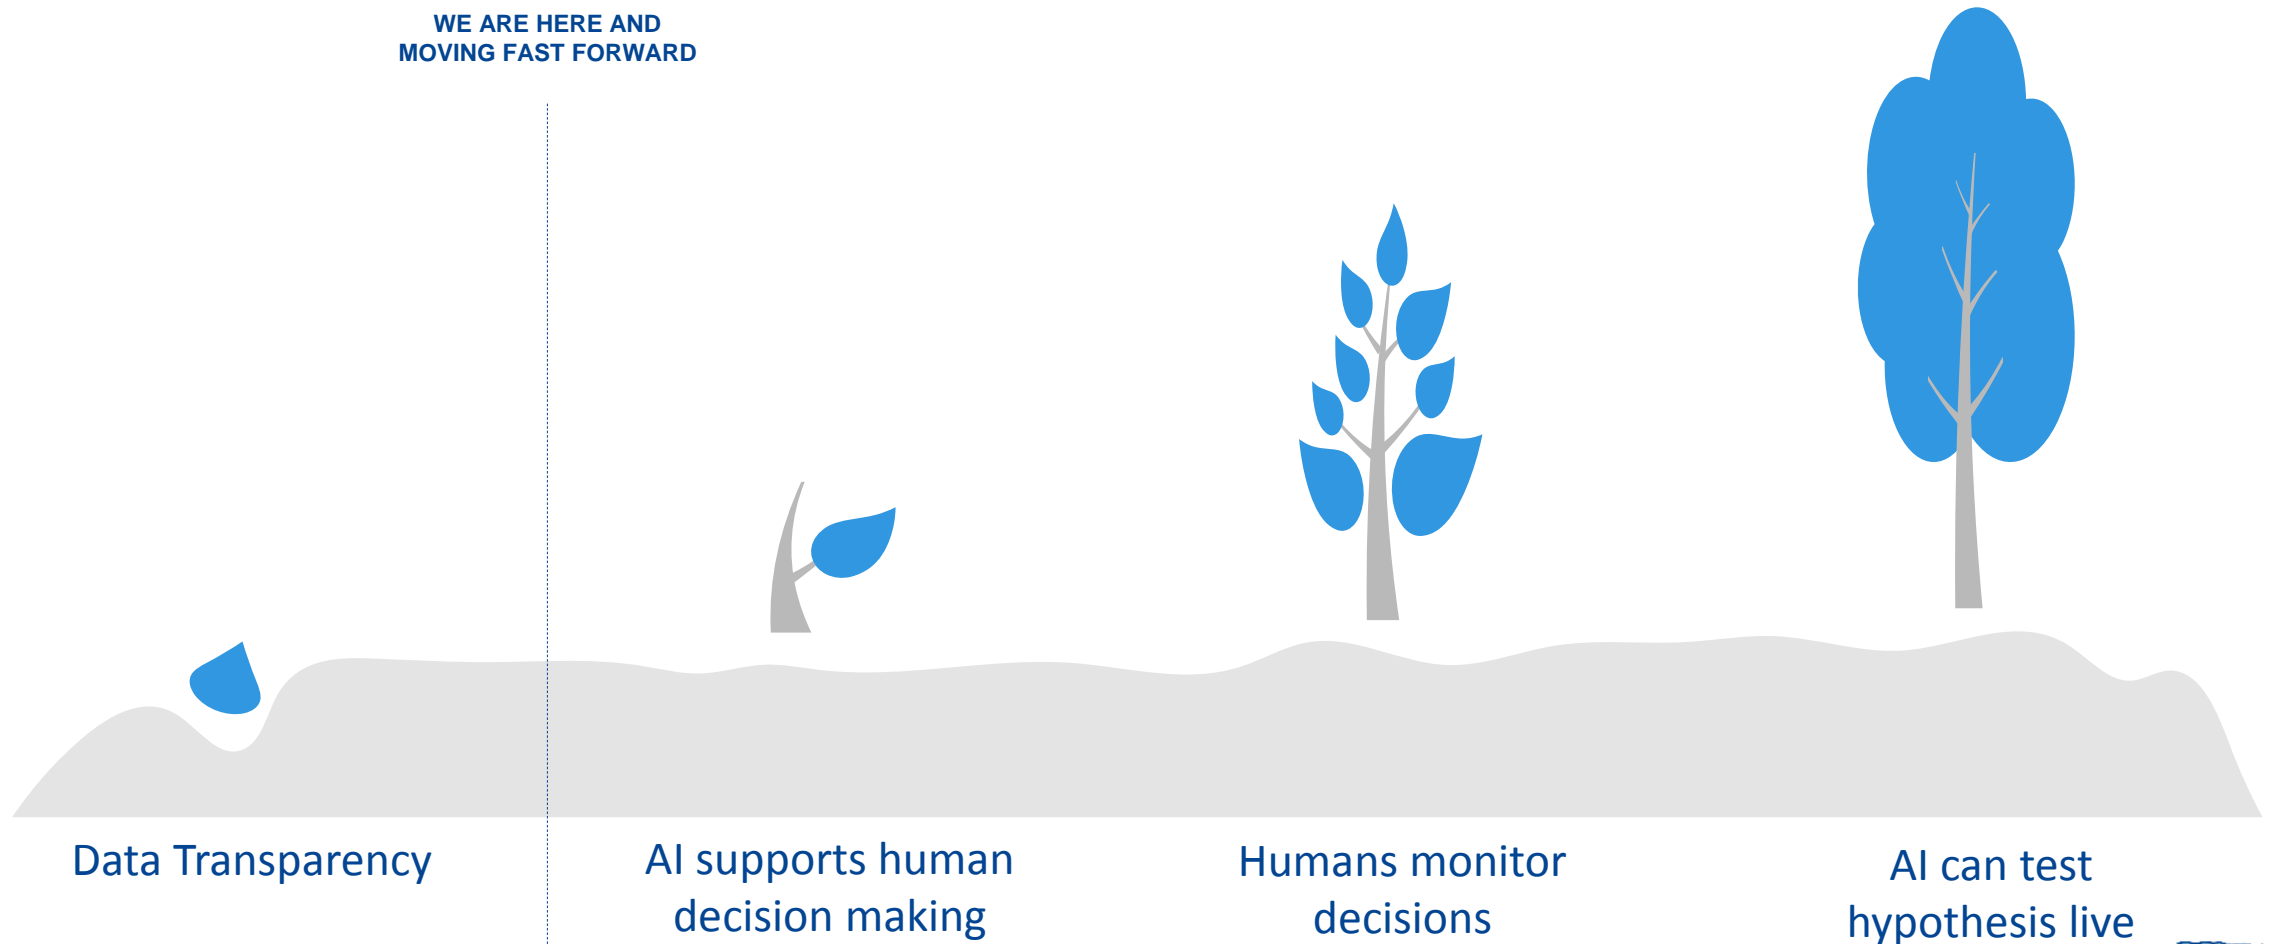 WE ARE HERE AND
MOVING FAST FORWARD
Data Transparency
AI supports human
decision making
Humans monitor
decisions
AI can test
hypothesis live